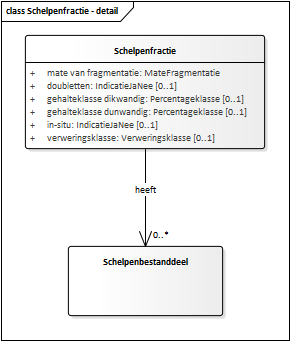 class Schelpenfractie - detail
Schelpenfractie
+ mate van fragmentatie: MateFragmentatie
+ doubletten: IndicatieJaNee [0..1]
+ gehalteklasse dikwandig: Percentageklasse [0..1]
+ gehalteklasse dunwandig: Percentageklasse [0..1]
+ in-situ: IndicatieJaNee [0..1]
+ verweringsklasse: Verweringsklasse [0..1]
heeft
0..*
Schelpenbestanddeel